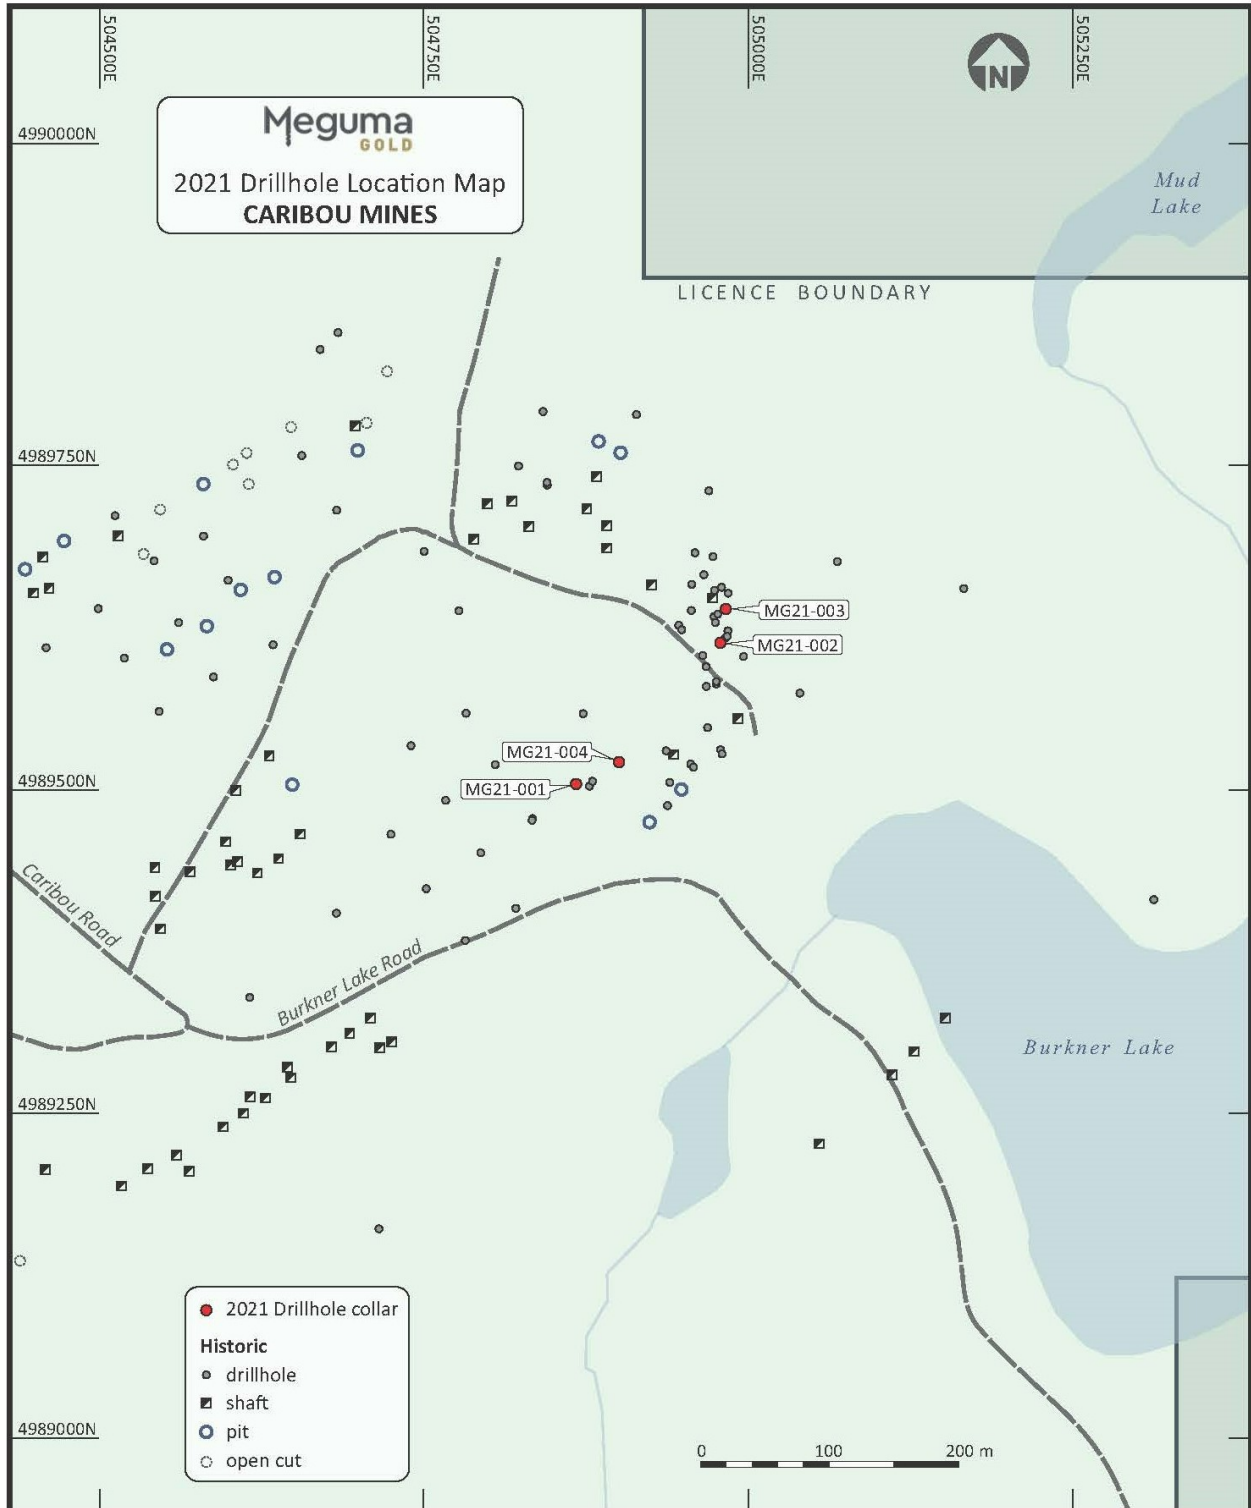 504500E
504750E
505000E
505250E
N
4990000N
Meguma
GOLD
2021 Drillhole Location Map
CARIBOU MINES
Mud
Lake
LICENCE BOUNDARY
4989750N
MG21-003
MG21-002
MG21-004
MG21-001
4989500N
Caribou Road
Burkner Lake Road
Burkner Lake
4989250N
2021 Drillhole collar
Historic
drillhole
shaft
pit
open cut
4989000N
0 100 200 m